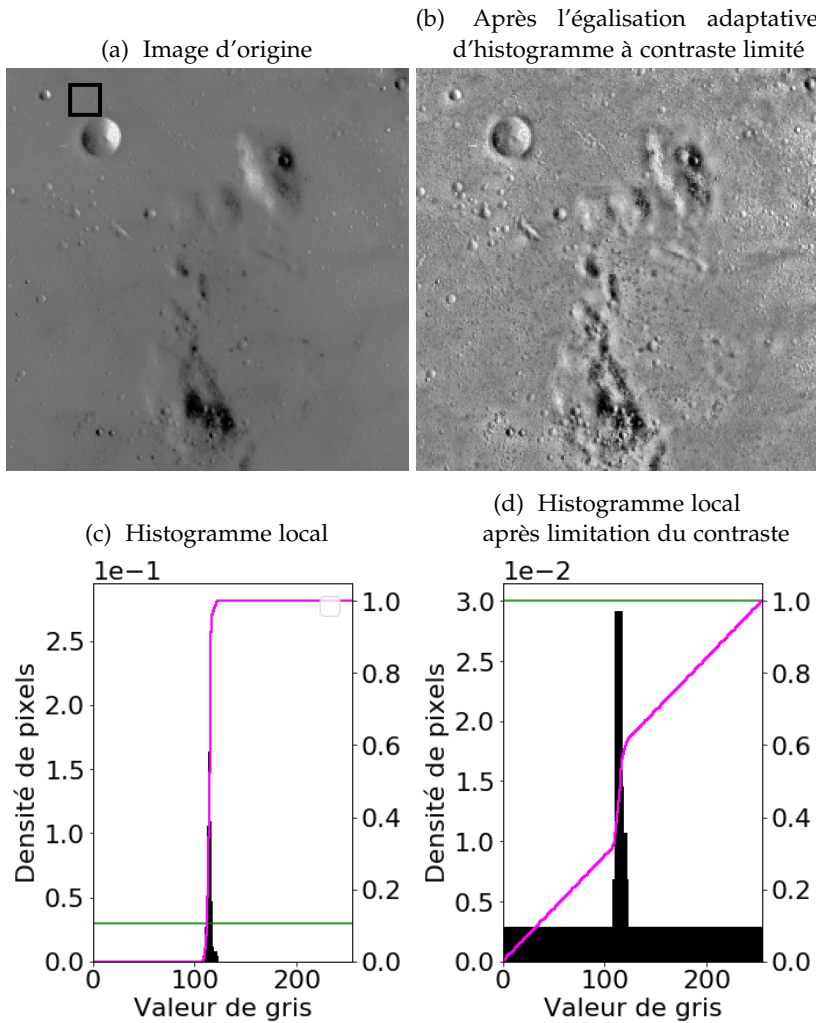 (b) Après l'égalisation adaptative
(a) Image d'origine
d'histogramme à contraste limité
(d) Histogramme local
(c) Histogramme local
après limitation du contraste
1e−1
1e−2
2.5
2.0
1.5
1.0
0.5
0.0
Densité de pixels
1.0
0.8
0.6
0.4
0.2
0.0
0
100
200
Valeur de gris
3.0
2.5
2.0
1.5
1.0
0.5
0.0
Densité de pixels
1.0
0.8
0.6
0.4
0.2
0.0
0
100
200
Valeur de gris